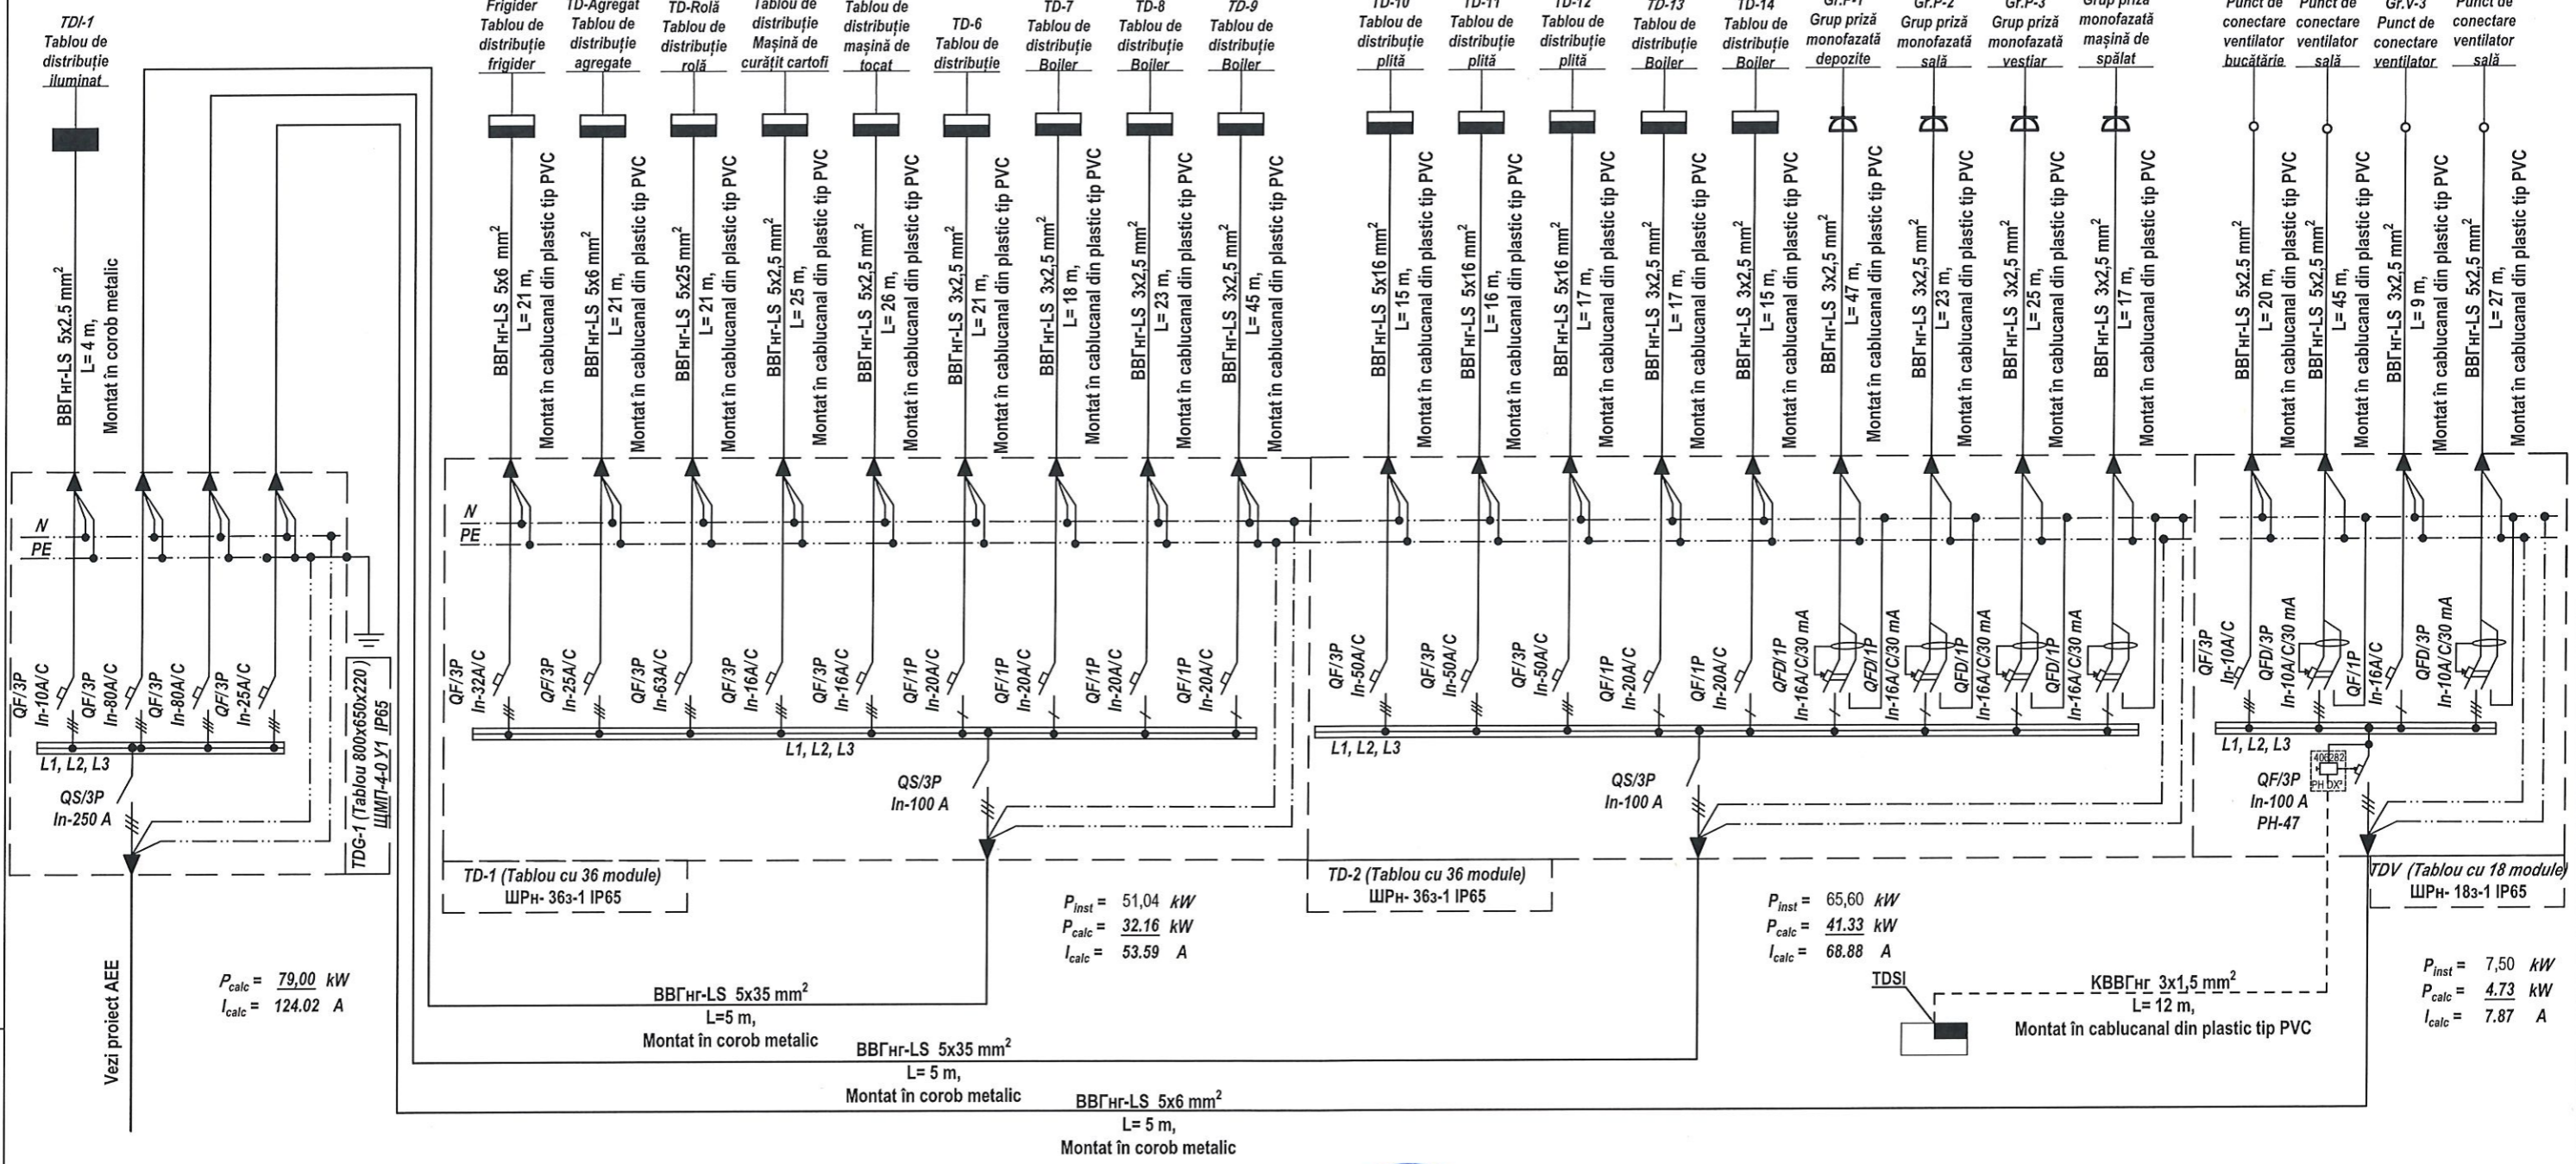 TDI-1
Tablou de
distribuție
iluminat
Frigider
Tablou de
distribuție
frigider
TD-Agregat
Tablou de
distribuție
agregate
TD-Rolă
Tablou de
distribuție
rolă
Tablou de
distribuție
Mașină de
curățit cartofi
Tablou de
distribuție
mașină de
tocat
TD-6
Tablou de
distribuție
TD-7
Tablou de
distribuție
Boiler
TD-8
Tablou de
distribuție
Boiler
TD-9
Tablou de
distribuție
Boiler
TD-10
Tablou de
distribuție
plită
TD-11
Tablou de
distribuție
plită
TD-12
Tablou de
distribuție
plită
TD-13
Tablou de
distribuție
Boiler
TD-14
Tablou de
distribuție
Boiler
Gr.P-1
Grup priză
monofazată
depozite
Gr.P-2
Grup priză
monofazată
sală
Gr.P-3
Grup priză
monofazată
vestiar
Grup priză
monofazată
mașină de
spălat
Punct de
conectare
ventilator
bucătărie
Punct de
conectare
ventilator
sală
Gr.V-3
Punct de
conectare
ventilator
Punct de
conectare
ventilator
sală
ВВГнг-LS 5x2.5 mm²
L= 4 m,
Montat în corob metalic
ВВГнг-LS 5x6 mm²
L= 21 m,
Montat în cablucanal din plastic tip PVC
ВВГнг-LS 5x6 mm²
L= 21 m,
Montat în cablucanal din plastic tip PVC
ВВГнг-LS 5x25 mm²
L= 21 m,
Montat în cablucanal din plastic tip PVC
ВВГнг-LS 5x2,5 mm²
L= 25 m,
Montat în cablucanal din plastic tip PVC
ВВГнг-LS 5x2,5 mm²
L= 26 m,
Montat în cablucanal din plastic tip PVC
ВВГнг-LS 3x2,5 mm²
L= 21 m,
Montat în cablucanal din plastic tip PVC
ВВГнг-LS 3x2,5 mm²
L= 18 m,
Montat în cablucanal din plastic tip PVC
ВВГнг-LS 3x2,5 mm²
L= 23 m,
Montat în cablucanal din plastic tip PVC
ВВГнг-LS 3x2,5 mm²
L= 45 m,
Montat în cablucanal din plastic tip PVC
ВВГнг-LS 5x16 mm²
L= 15 m,
Montat în cablucanal din plastic tip PVC
ВВГнг-LS 5x16 mm²
L= 16 m,
Montat în cablucanal din plastic tip PVC
ВВГнг-LS 5x16 mm²
L= 17 m,
Montat în cablucanal din plastic tip PVC
ВВГнг-LS 3x2,5 mm²
L= 17 m,
Montat în cablucanal din plastic tip PVC
ВВГнг-LS 3x2,5 mm²
L= 15 m,
Montat în cablucanal din plastic tip PVC
ВВГнг-LS 3x2,5 mm²
L= 47 m,
Montat în cablucanal din plastic tip PVC
ВВГнг-LS 3x2,5 mm²
L= 23 m,
Montat în cablucanal din plastic tip PVC
ВВГнг-LS 3x2,5 mm²
L= 25 m,
Montat în cablucanal din plastic tip PVC
ВВГнг-LS 3x2,5 mm²
L= 17 m,
Montat în cablucanal din plastic tip PVC
ВВГнг-LS 5x2.5 mm²
L= 20 m,
Montat în cablucanal din plastic tip PVC
ВВГнг-LS 5x2,5 mm²
L= 45 m,
Montat în cablucanal din plastic tip PVC
ВВГнг-LS 3x2,5 mm²
L= 9 m,
Montat în cablucanal din plastic tip PVC
ВВГнг-LS 5x2,5 mm²
L= 27 m,
Montat în cablucanal din plastic tip PVC
N
PE
N
PE
QF/3P
In-10A/C
QF/3P
In-80A/C
QF/3P
In-80A/C
QF/3P
In-25A/C
QF/3P
In-32A/C
QF/3P
In-25A/C
QF/3P
In-63A/C
QF/3P
In-16A/C
QF/3P
In-16A/C
QF/1P
In-20A/C
QF/1P
In-20A/C
QF/1P
In-20A/C
QF/1P
In-20A/C
QF/3P
In-50A/C
QF/3P
In-50A/C
QF/3P
In-50A/C
QF/1P
In-20A/C
QF/1P
In-20A/C
QFD/1P
In-16A/C/30 mA
QFD/1P
In-16A/C/30 mA
QFD/1P
In-16A/C/30 mA
QFD/1P
In-16A/C/30 mA
QF/3P
In-10A/C
QFD/3P
In-10A/C/30 mA
QF/1P
In-16A/C
QFD/3P
In-10A/C/30 mA
L1, L2, L3
L1, L2, L3
L1, L2, L3
L1, L2, L3
QS/3P
In-250 A
QS/3P
In-100 A
QS/3P
In-100 A
406282
PH DX³
QF/3P
In-100 A
PH-47
TDG-1 (Tablou 800x650x220 )
ЩМП-4-0 У1 IP65
TD-1 (Tablou cu 36 module)
ШРн- 36з-1 IP65
TD-2 (Tablou cu 36 module)
ШРн- 36з-1 IP65
TDV (Tablou cu 18 module)
ШРн- 18з-1 IP65
Vezi proiect AEE
Pcalc = 79,00 kW
Icalc = 124.02 A
Pinst = 51,04 kW
Pcalc = 32.16 kW
Icalc = 53.59 A
Pinst = 65,60 kW
Pcalc = 41.33 kW
Icalc = 68.88 A
Pinst = 7,50 kW
Pcalc = 4.73 kW
Icalc = 7.87 A
TDSI
КВВГнг 3x1,5 mm²
L= 12 m,
Montat în cablucanal din plastic tip PVC
ВВГнг-LS 5x35 mm²
L=5 m,
Montat în corob metalic
ВВГнг-LS 5x35 mm²
L= 5 m,
Montat în corob metalic
ВВГнг-LS 5x6 mm²
L= 5 m,
Montat în corob metalic